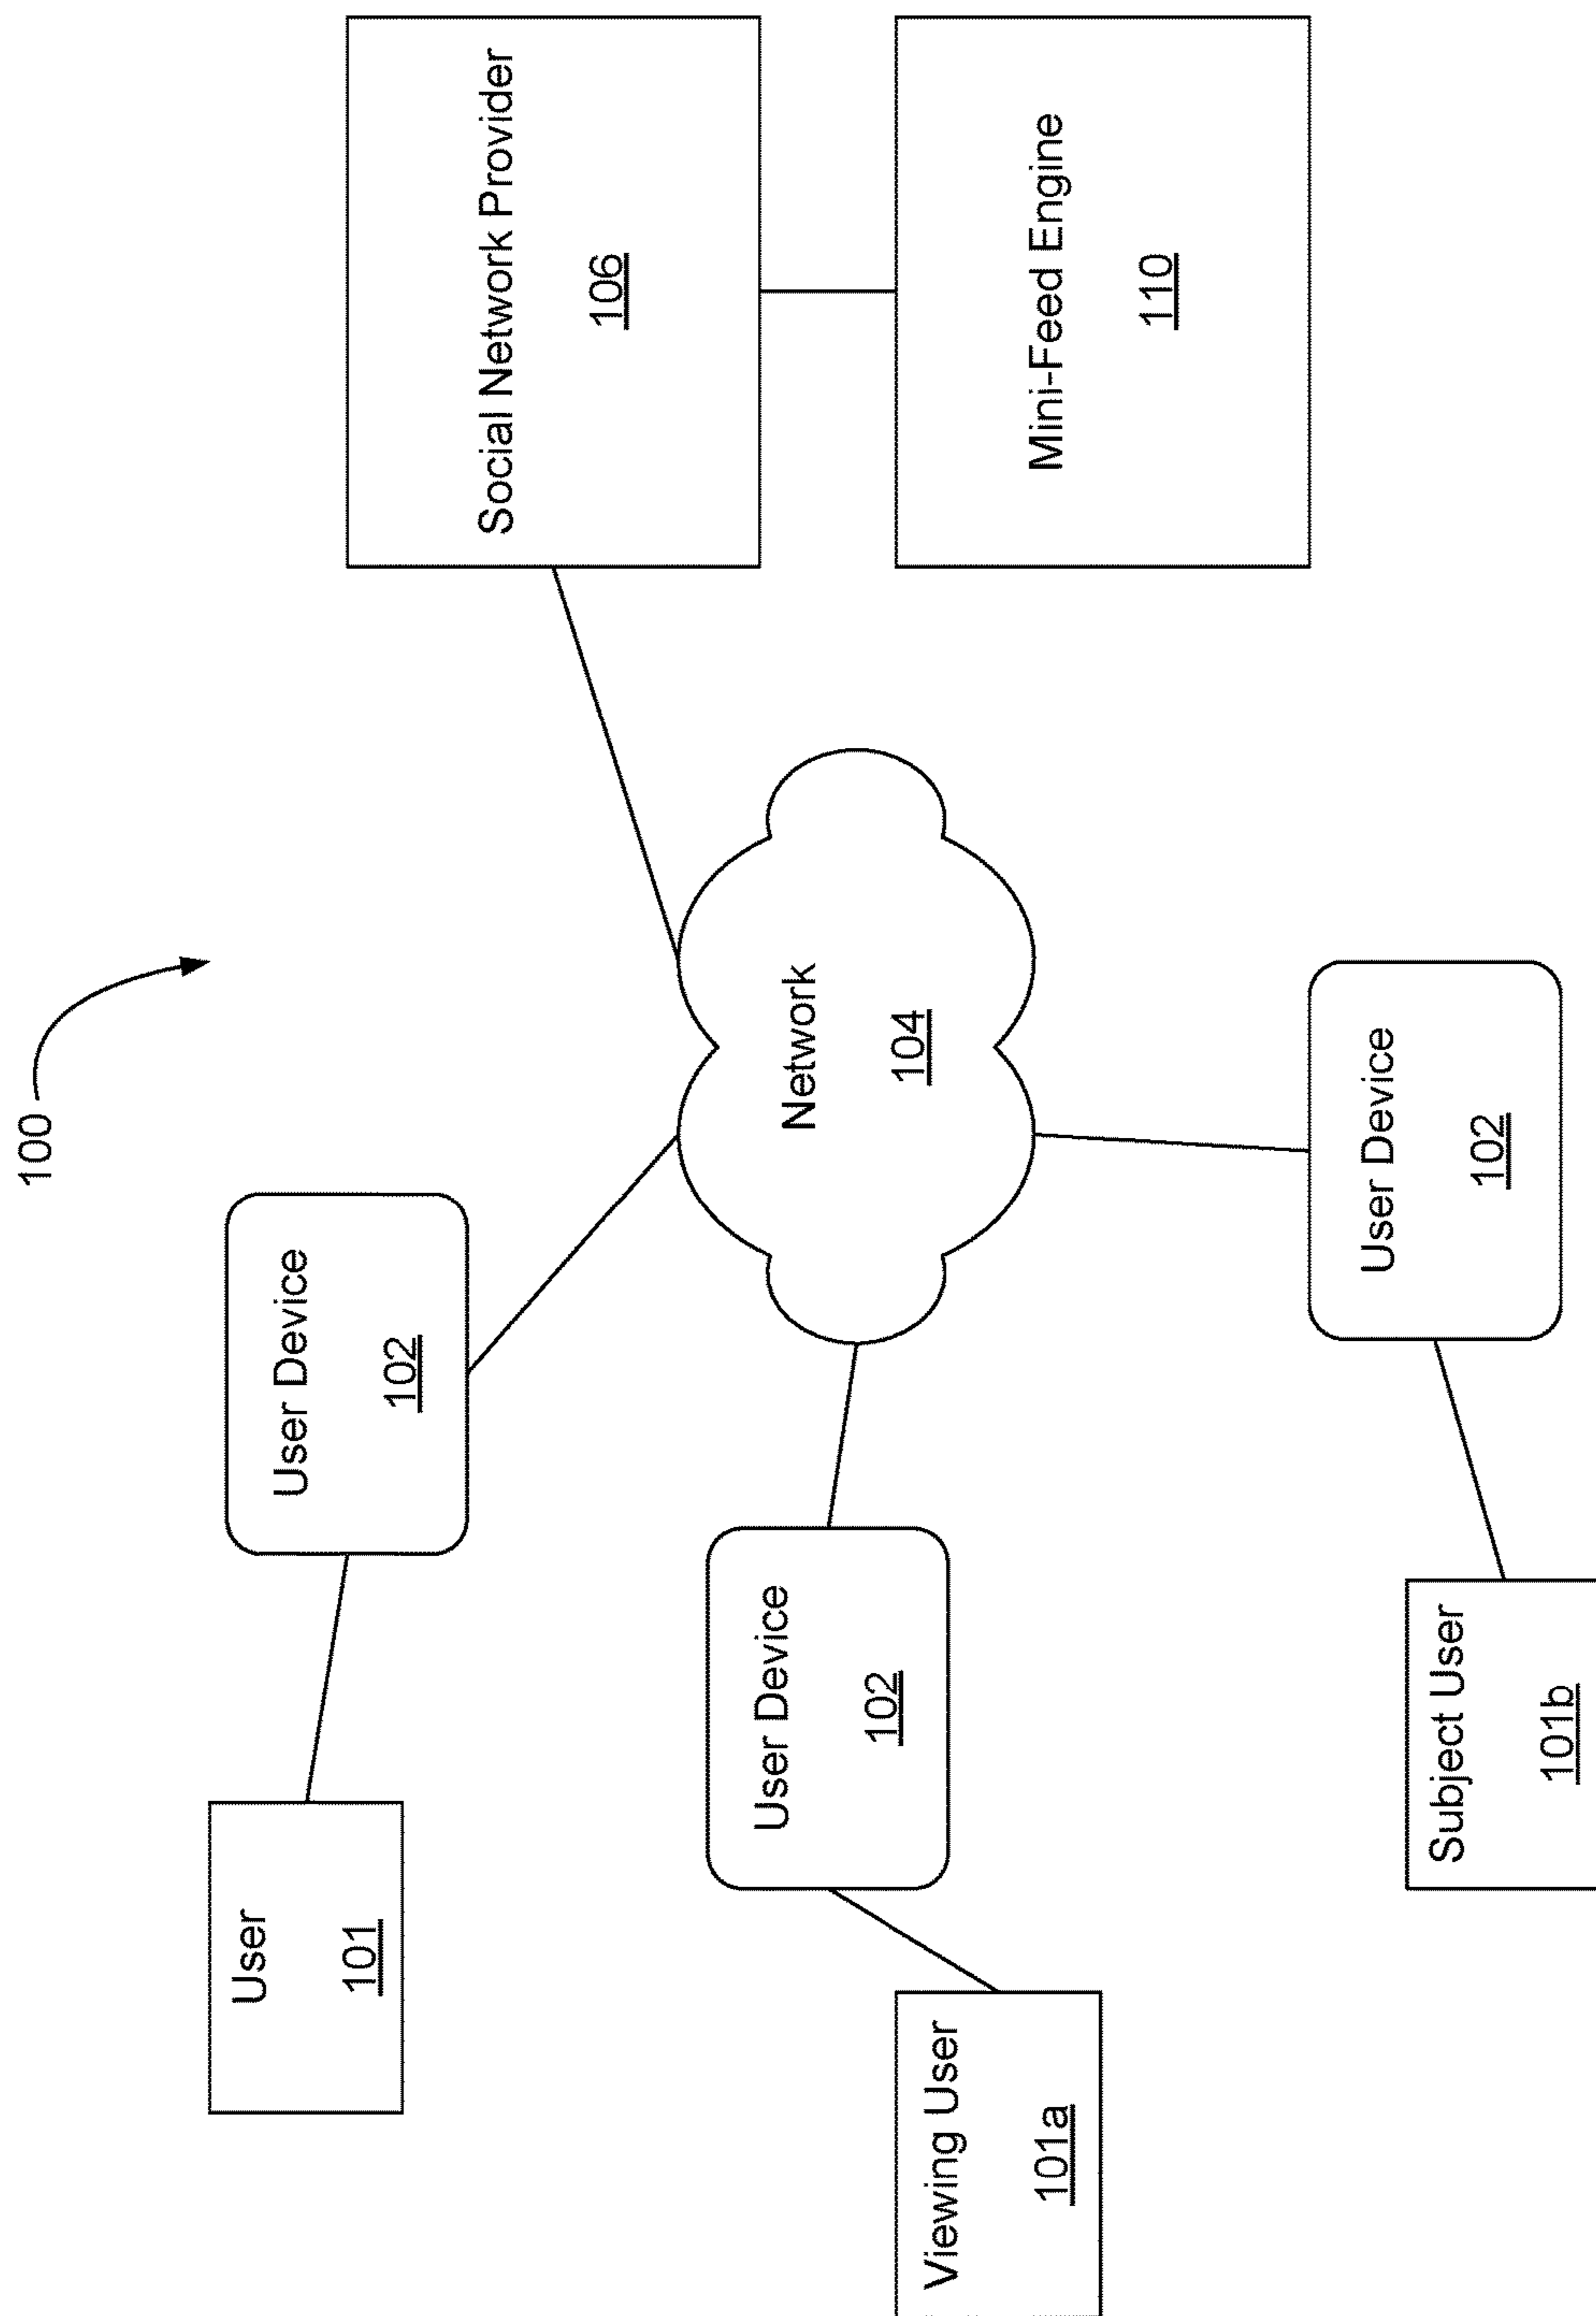 100
User
101
User Device
102
Social Network Provider
106
Viewing User
101a
User Device
102
Network
104
Mini-Feed Engine
110
Subject User
101b
User Device
102